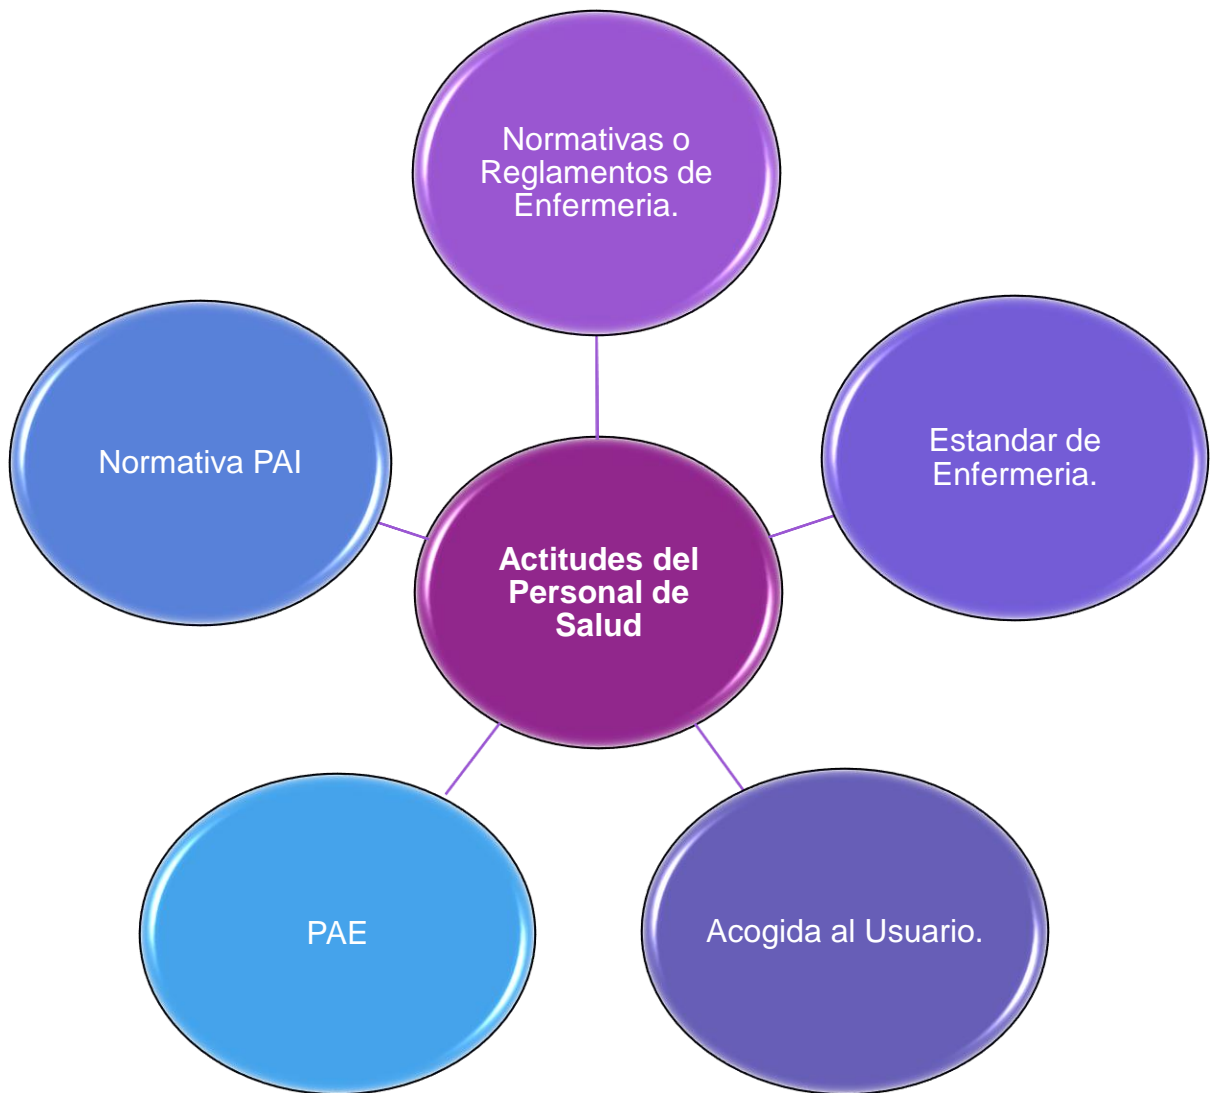 Normativas o
Reglamentos de
Enfermeria.
Estandar de
Enfermeria.
Normativa PAI
Actitudes del
Personal de
Salud
PAE
Acogida al Usuario.